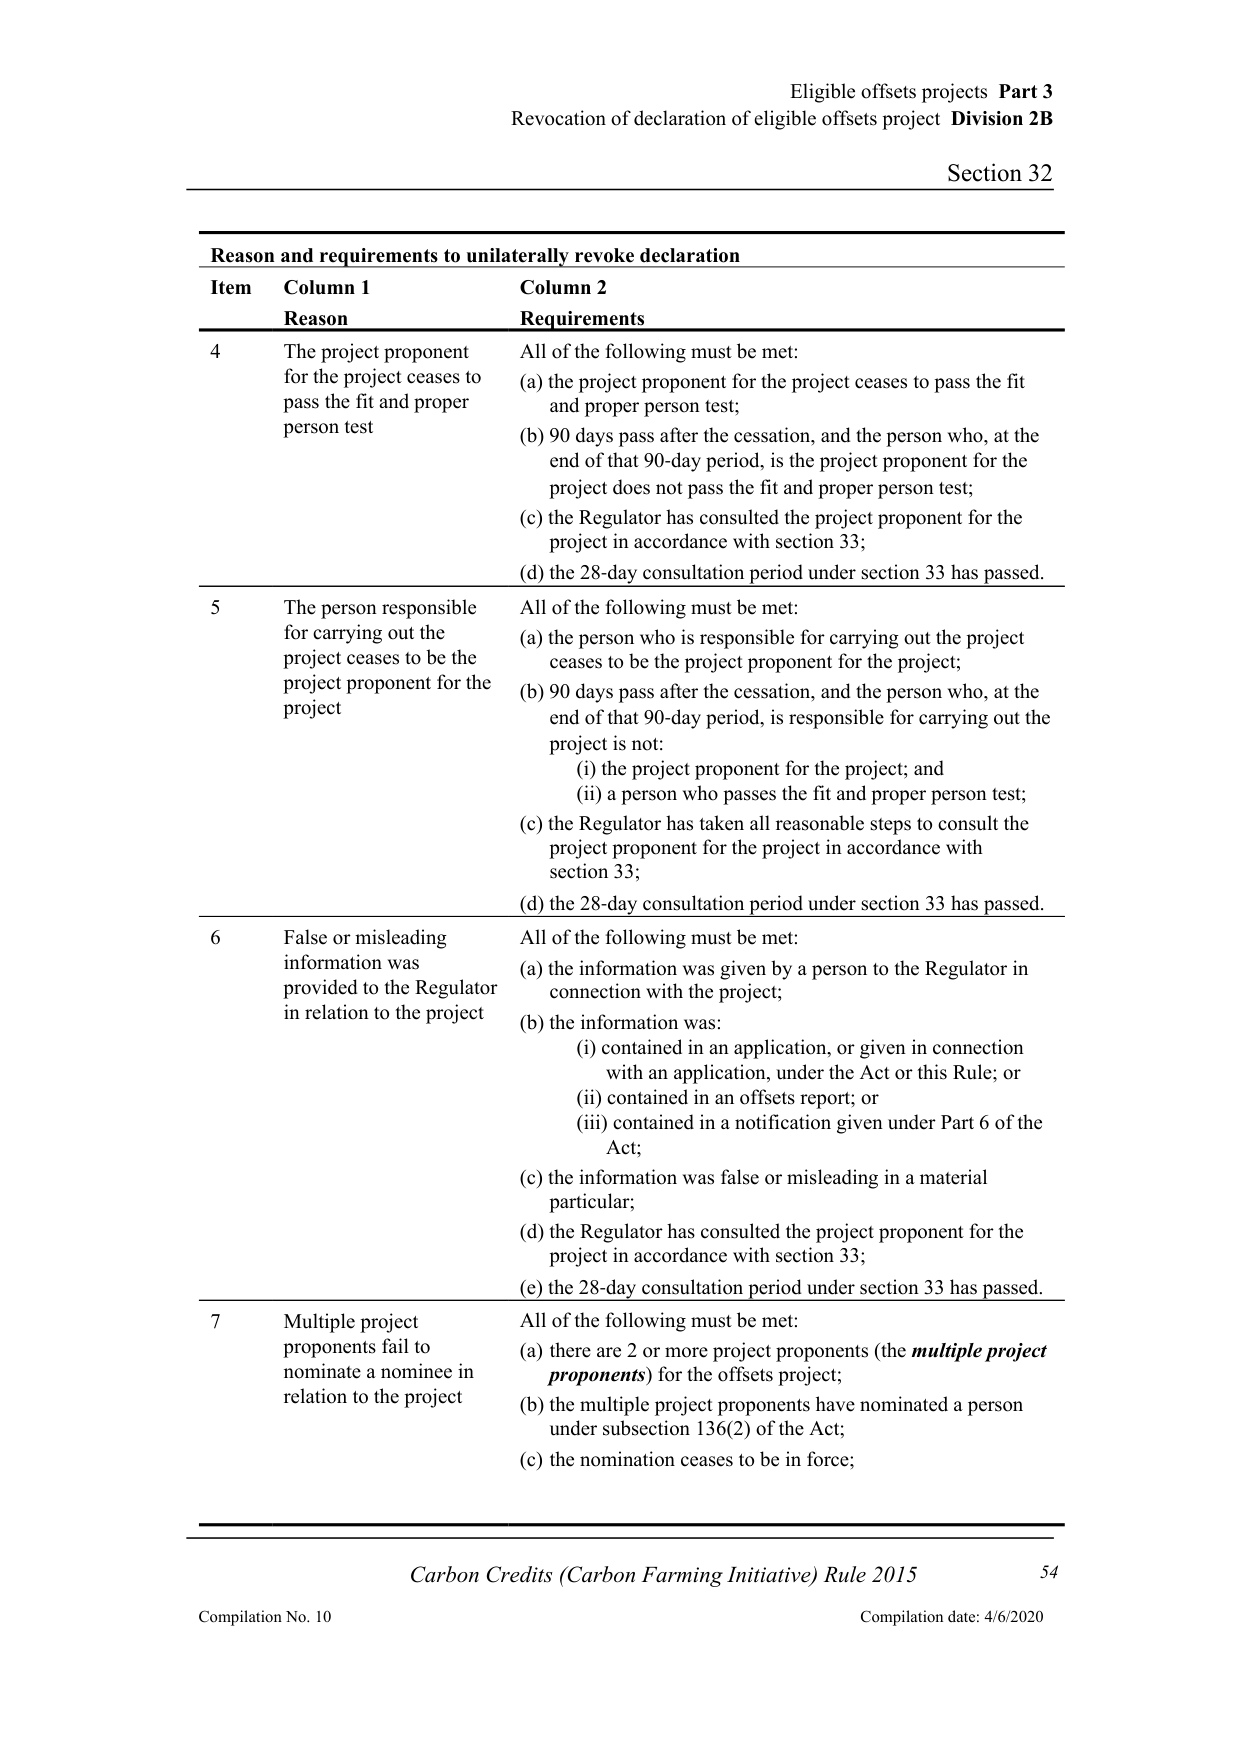 Eligible offsets projects Part 3
Revocation of declaration of eligible offsets project Division 2B
Section 32
Reason and requirements to unilaterally revoke declaration
Item Column 1 Column 2
Reason Requirements
4 The project proponent for the project ceases to pass the fit and proper person test
All of the following must be met:
(a) the project proponent for the project ceases to pass the fit
and proper person test;
(b) 90 days pass after the cessation, and the person who, at the
end of that 90-day period, is the project proponent for the
project does not pass the fit and proper person test;
(c) the Regulator has consulted the project proponent for the
project in accordance with section 33;
(d) the 28-day consultation period under section 33 has passed.
5 The person responsible
for carrying out the
project ceases to be the
project proponent for the
project
All of the following must be met:
(a) the person who is responsible for carrying out the project
ceases to be the project proponent for the project;
(b) 90 days pass after the cessation, and the person who, at the
end of that 90-day period, is responsible for carrying out the
project is not:
(i) the project proponent for the project; and
(ii) a person who passes the fit and proper person test;
(c) the Regulator has taken all reasonable steps to consult the
project proponent for the project in accordance with
section 33;
(d) the 28-day consultation period under section 33 has passed.
6 False or misleading
information was
provided to the Regulator
in relation to the project
All of the following must be met:
(a) the information was given by a person to the Regulator in
connection with the project;
(b) the information was:
(i) contained in an application, or given in connection
with an application, under the Act or this Rule; or
(ii) contained in an offsets report; or
(iii) contained in a notification given under Part 6 of the
Act;
(c) the information was false or misleading in a material
particular;
(d) the Regulator has consulted the project proponent for the
project in accordance with section 33;
(e) the 28-day consultation period under section 33 has passed.
7 Multiple project
proponents fail to
nominate a nominee in
relation to the project
All of the following must be met:
(a) there are 2 or more project proponents (the multiple project
proponents) for the offsets project;
(b) the multiple project proponents have nominated a person
under subsection 136(2) of the Act;
(c) the nomination ceases to be in force;
Carbon Credits (Carbon Farming Initiative) Rule 2015 54
Compilation No. 10 Compilation date: 4/6/2020